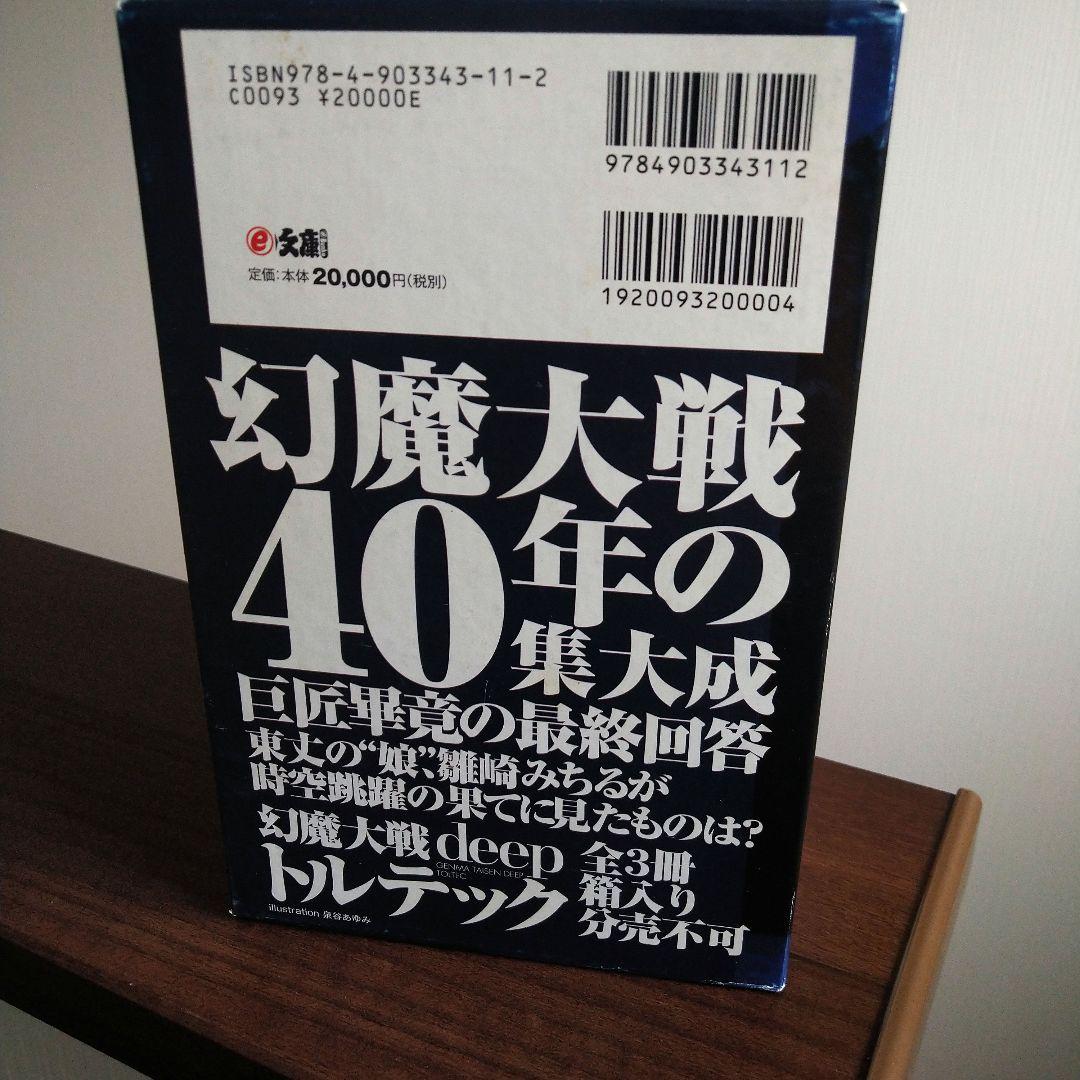 ISBN978-4-903343-11-2
C0093 ¥20000E
9784903343112
1920093200004
e文庫
定価：本体20,000円(税別)
幻魔大戦
40年の
集大成
巨匠畢竟の最終回答
東丈の“娘”、雛崎みちるが
時空跳躍の果てに見たものは?
幻魔大戦deep
GENMA TAISEN DEEP
TOLTEC
トルテック
全3冊
箱入り
分売不可
illustration 泉谷あゆみ